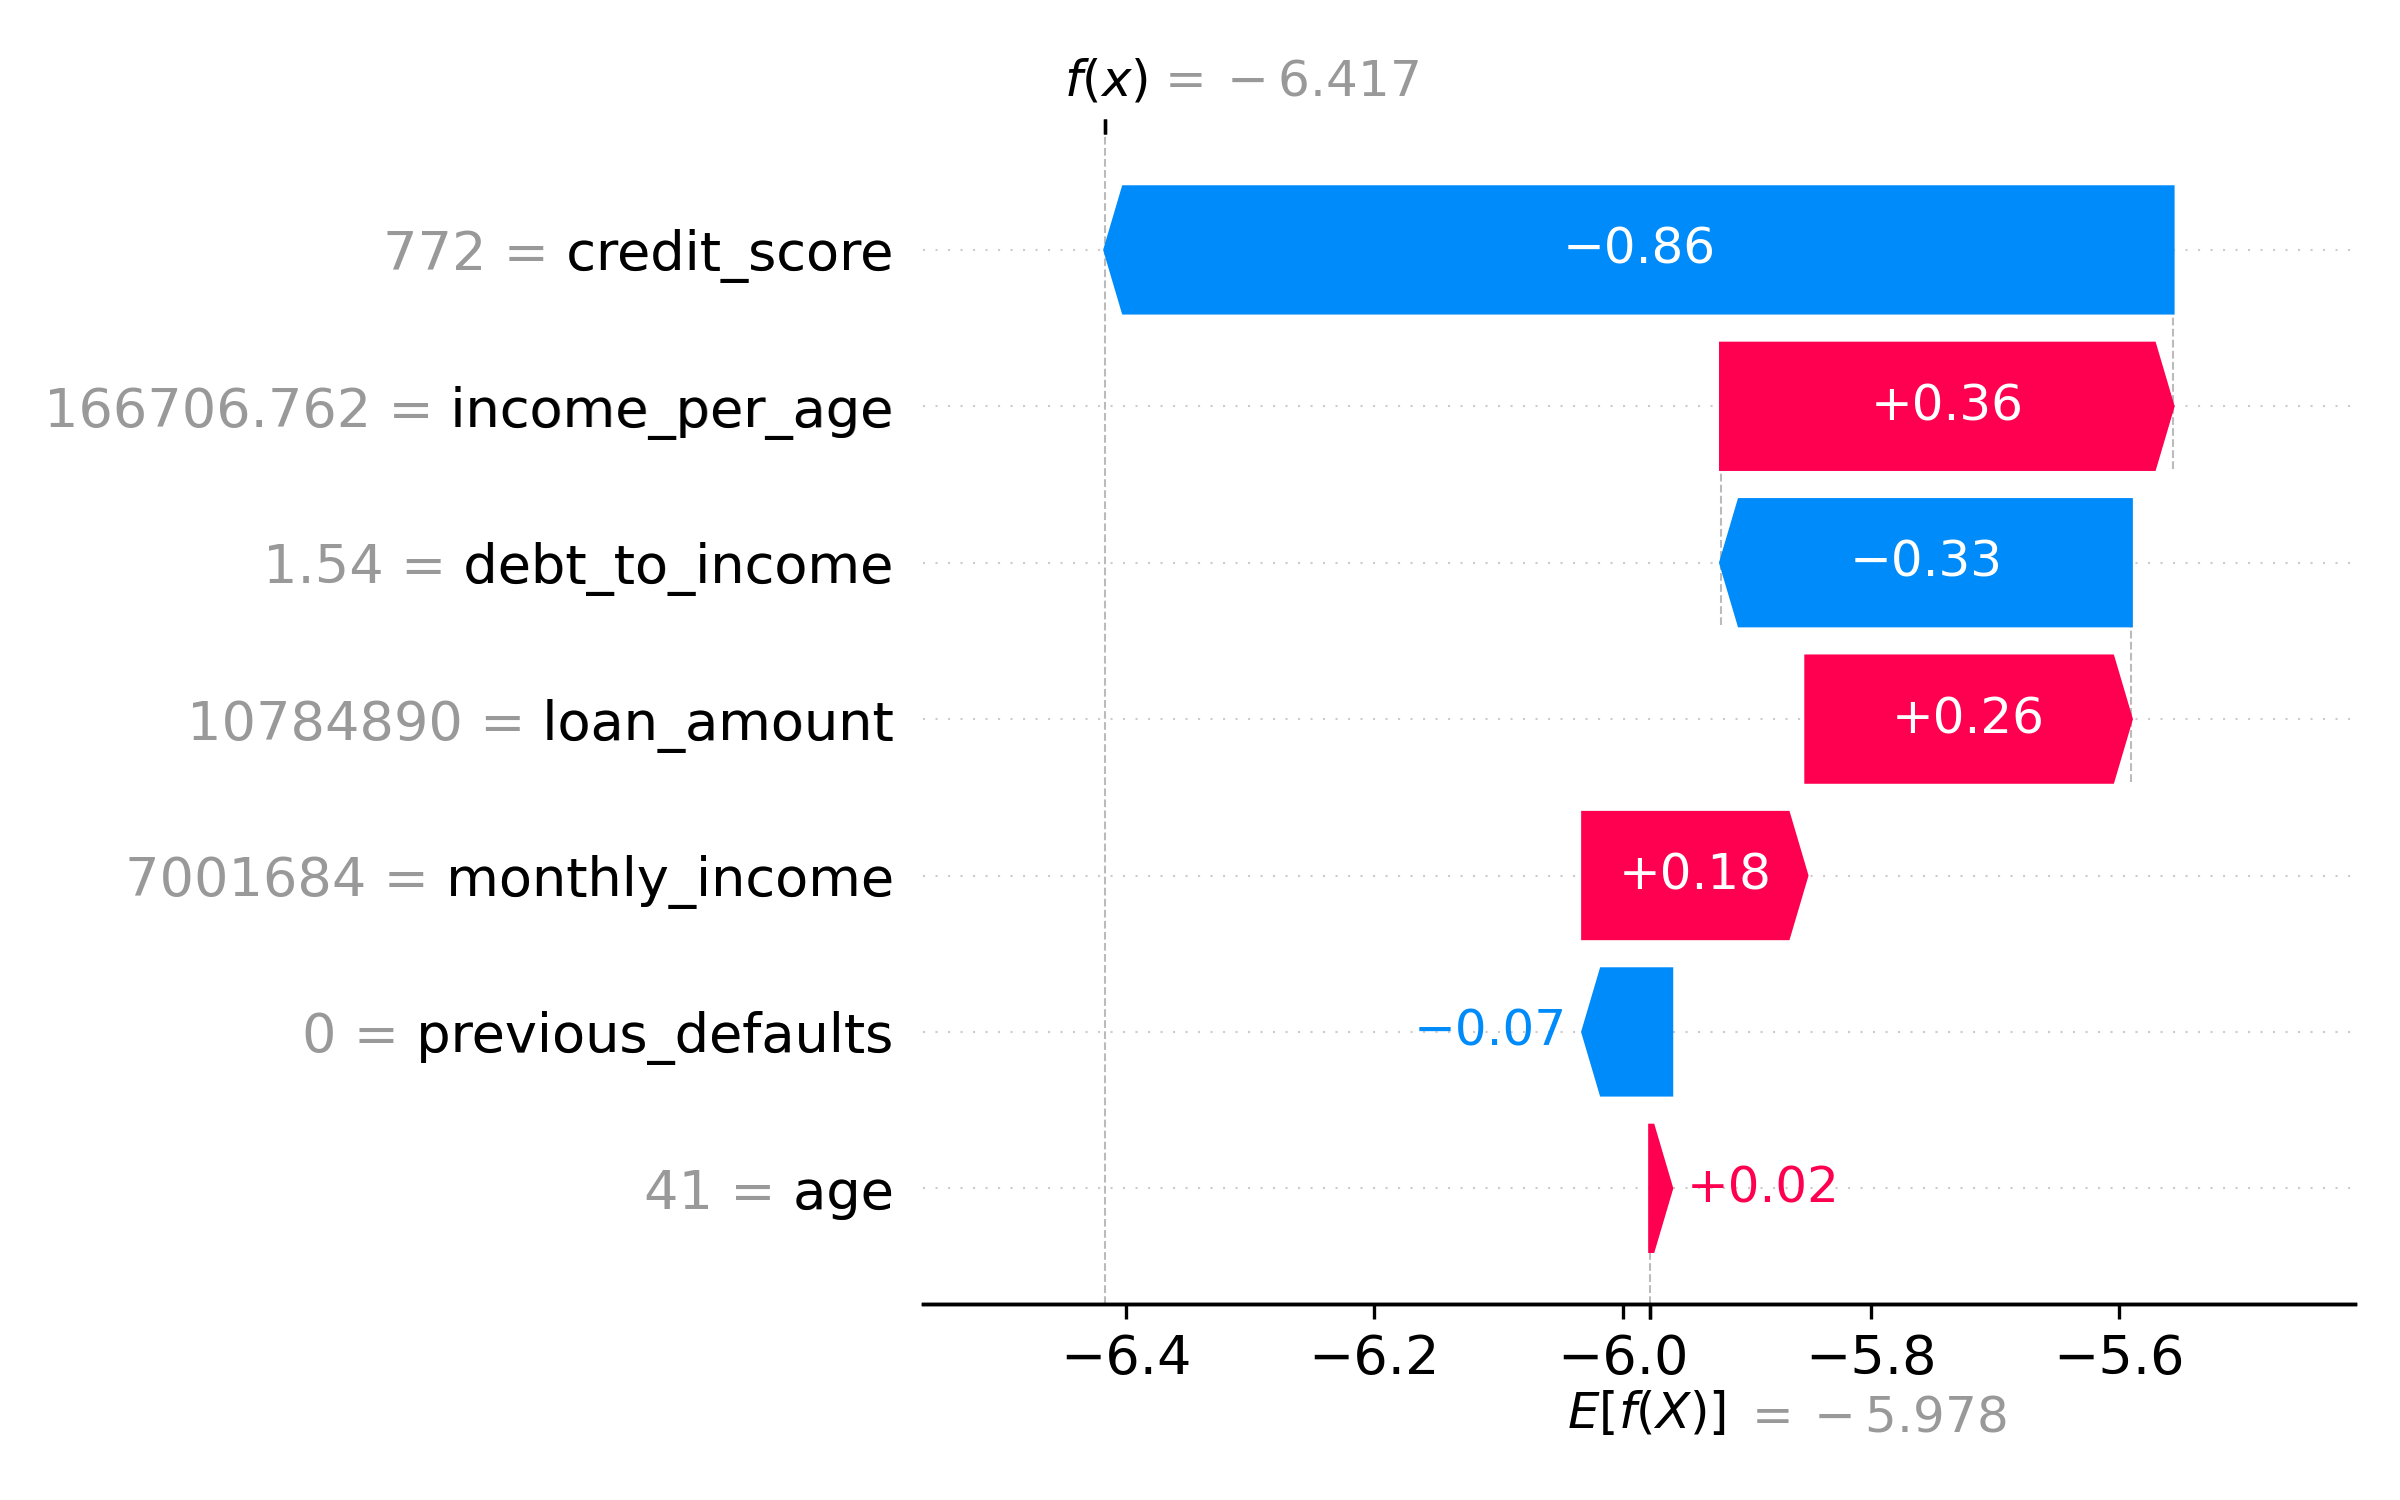 f(x) = −6.417
772 = credit_score
−0.86
166706.762 = income_per_age
+0.36
1.54 = debt_to_income
−0.33
10784890 = loan_amount
+0.26
7001684 = monthly_income
+0.18
0 = previous_defaults
−0.07
41 = age
+0.02
−6.4 −6.2 −6.0 −5.8 −5.6
E[f(X)] = −5.978